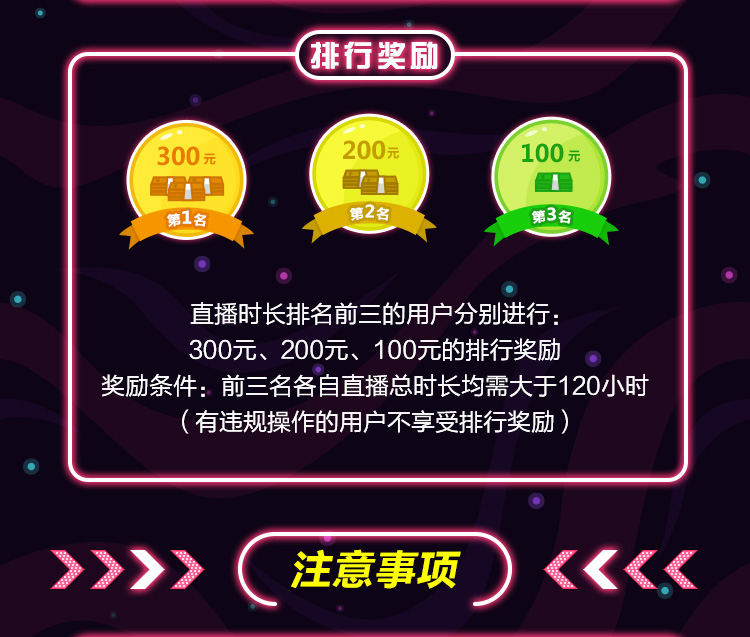 排行奖励
300元
200元
100元
第1名
第2名
第3名
直播时长排名前三的用户分别进行：
300元、200元、100元的排行奖励
奖励条件：前三名各自直播总时长均需大于120小时
（有违规操作的用户不享受排行奖励）
注意事项